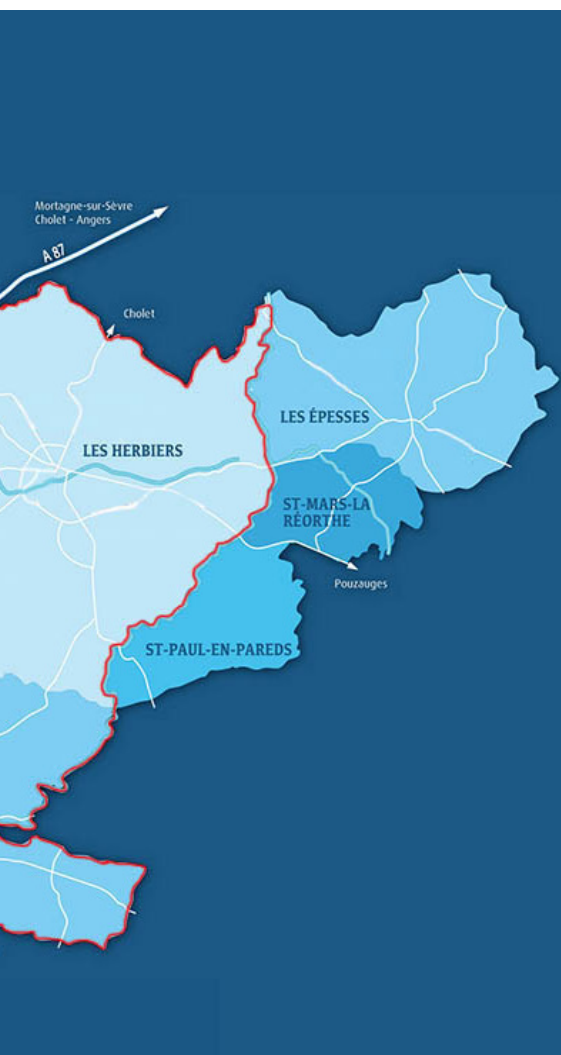 Mortagne-sur-Sèvre
Cholet - Angers
A 87
Cholet
LES ÉPESSES
LES HERBIERS
ST-MARS-LA
RÉORTHE
Pouzauges
ST-PAUL-EN-PAREDS